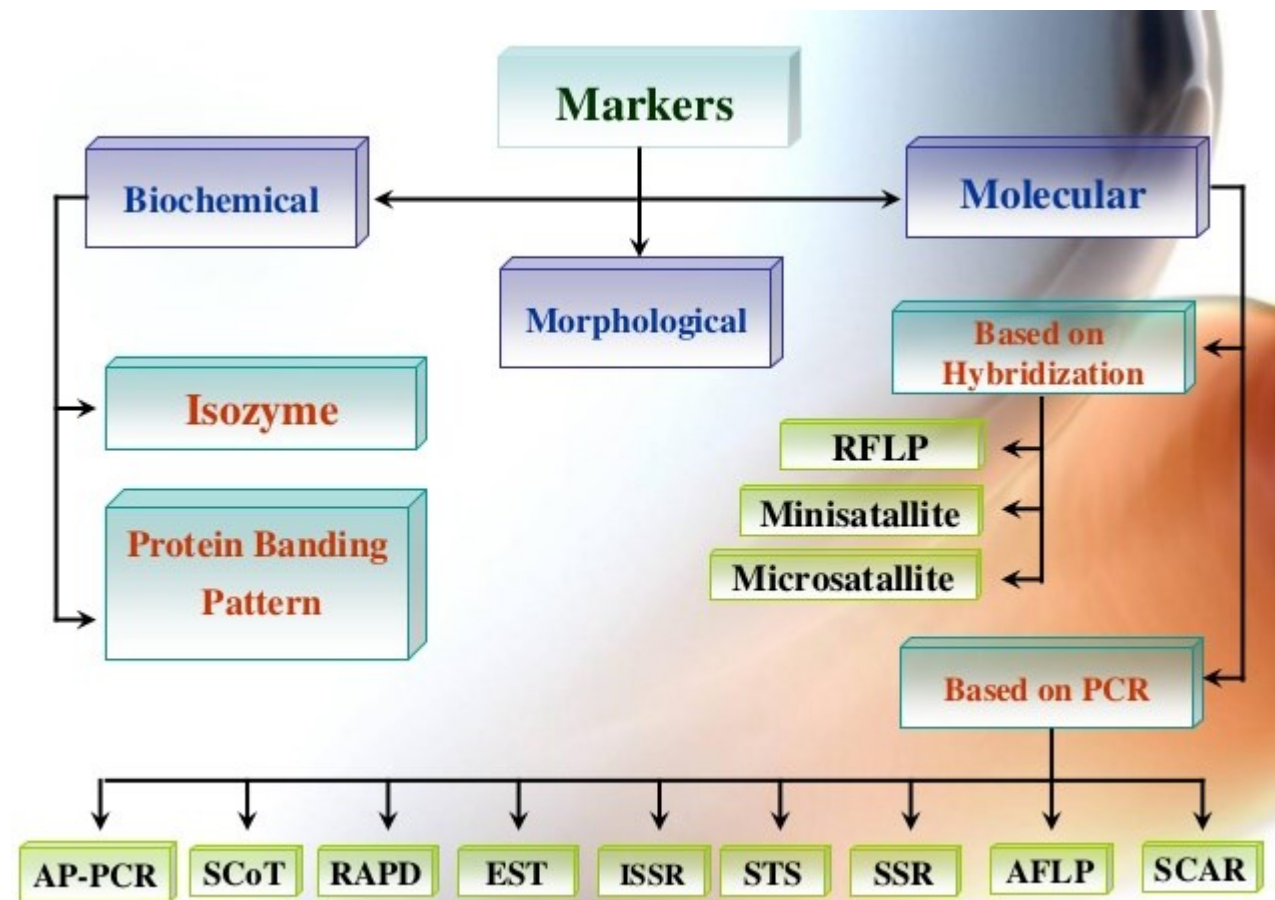 Markers
Biochemical
Molecular
Morphological
Based on
Hybridization
Isozyme
RFLP
Minisatallite
Protein Banding
Pattern
Microsatallite
Based on PCR
AP-PCR
SCoT
RAPD
EST
ISSR
STS
SSR
AFLP
SCAR